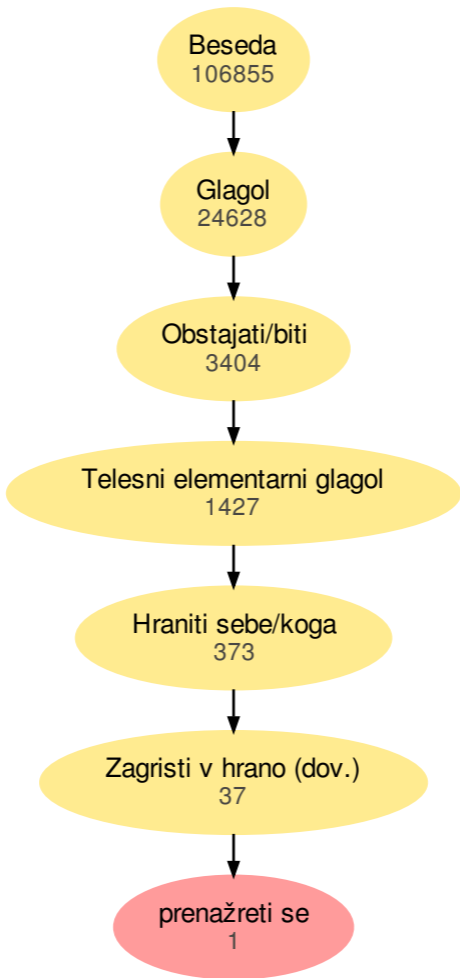 Beseda
106855
Glagol
24628
Obstajati/biti
3404
Telesni elementarni glagol
1427
Hraniti sebe/koga
373
Zagristi v hrano (dov.)
37
prenažreti se
1